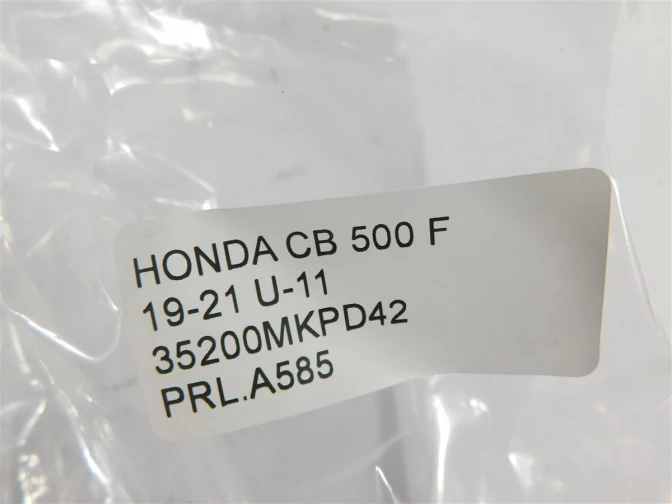 HONDA CB 500 F
19-21 U-11
35200MKPD42
PRL.A585